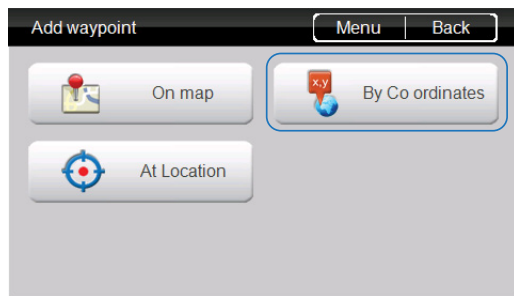 Add waypoint
Menu
Back
On map
x,y
By Co ordinates
At Location